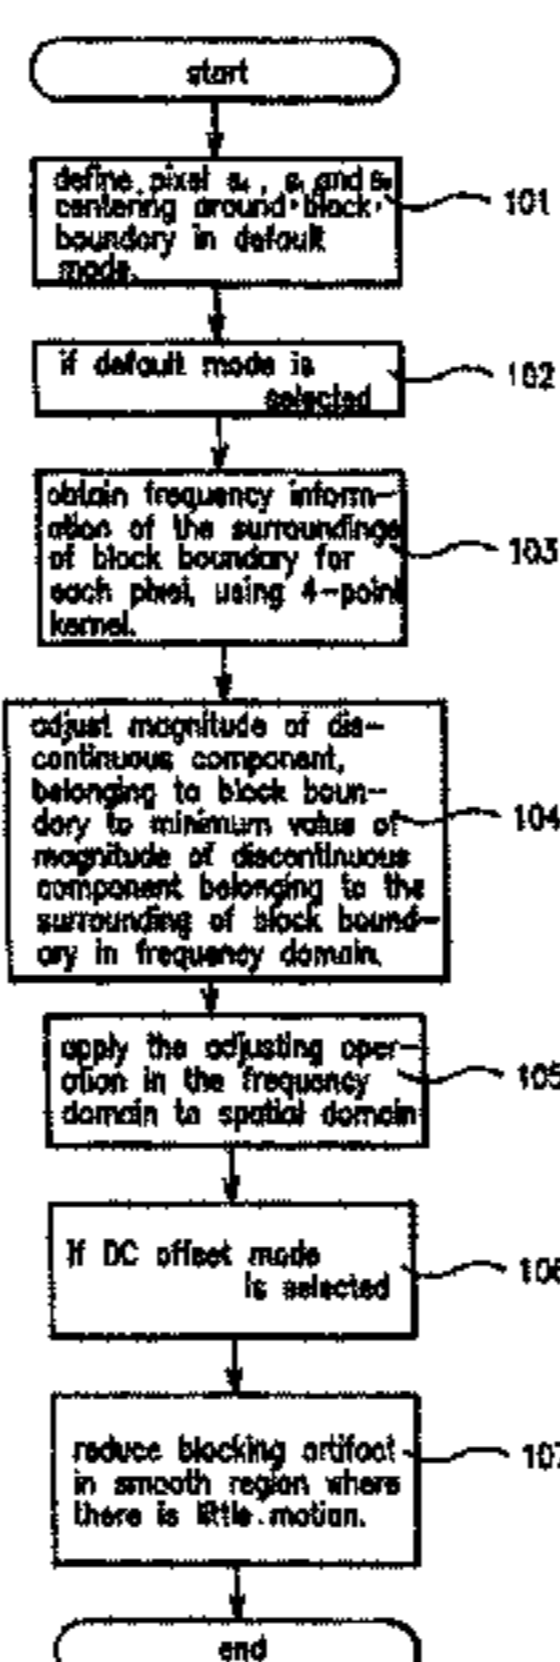 start
define pixel and
centering around block
boundary in default
mode.
101
if default mode is
selected
102
obtain frequency inform-
ation of the surroundings
of block boundary for
each pixel, using 4-point
kernel.
103
adjust magnitude of dis-
continuous component,
belonging to block boun-
dary to minimum value of
magnitude of discontinuous
component belonging to the
surrounding of block bound-
ary in frequency domain.
104
apply the adjusting oper-
ation in the frequency
domain to spatial domain
105
If DC offset mode
is selected
106
reduce blocking artifact
in smooth region where
there is little motion.
107
end